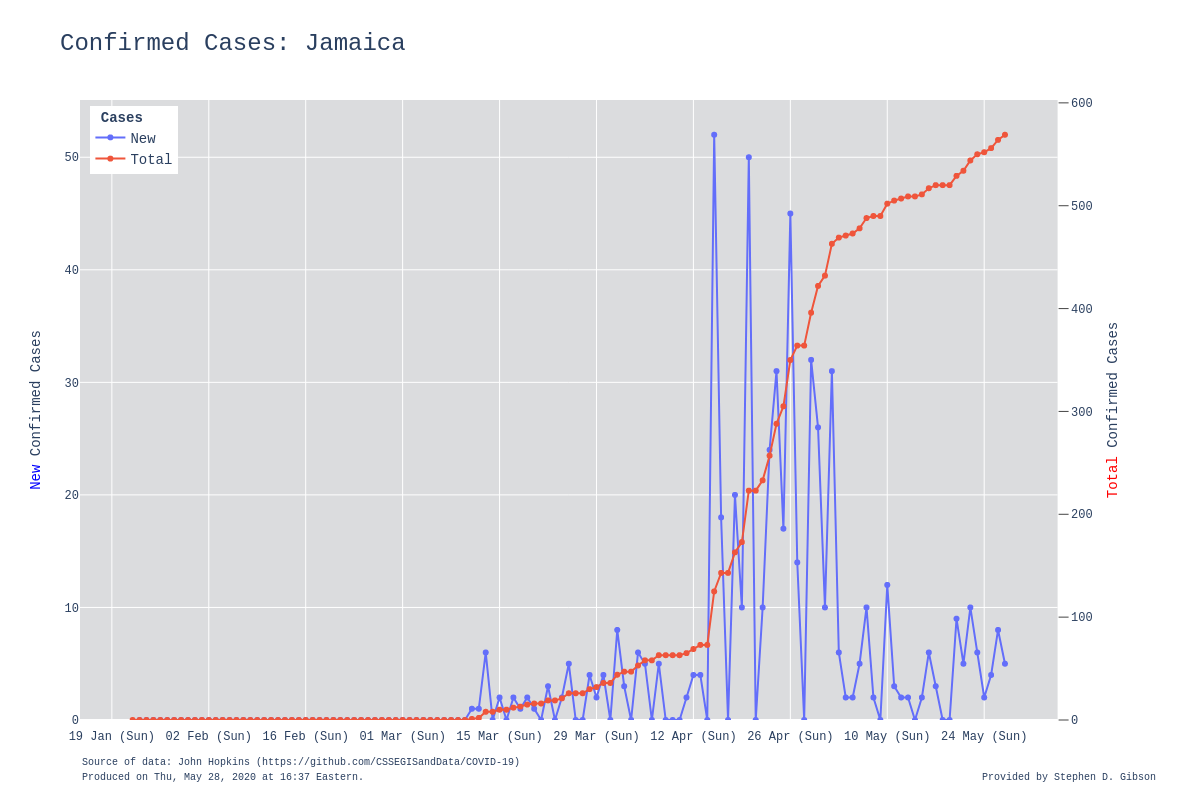 Confirmed Cases: Jamaica
Cases
New
Total
600
500
400
300
200
100
0
50
40
30
20
10
0
New Confirmed Cases
Total Confirmed Cases
19 Jan (Sun) 02 Feb (Sun) 16 Feb (Sun) 01 Mar (Sun) 15 Mar (Sun) 29 Mar (Sun) 12 Apr (Sun) 26 Apr (Sun) 10 May (Sun) 24 May (Sun)
Source of data: John Hopkins (https://github.com/CSSEGISandData/COVID-19)
Produced on Thu, May 28, 2020 at 16:37 Eastern.
Provided by Stephen D. Gibson